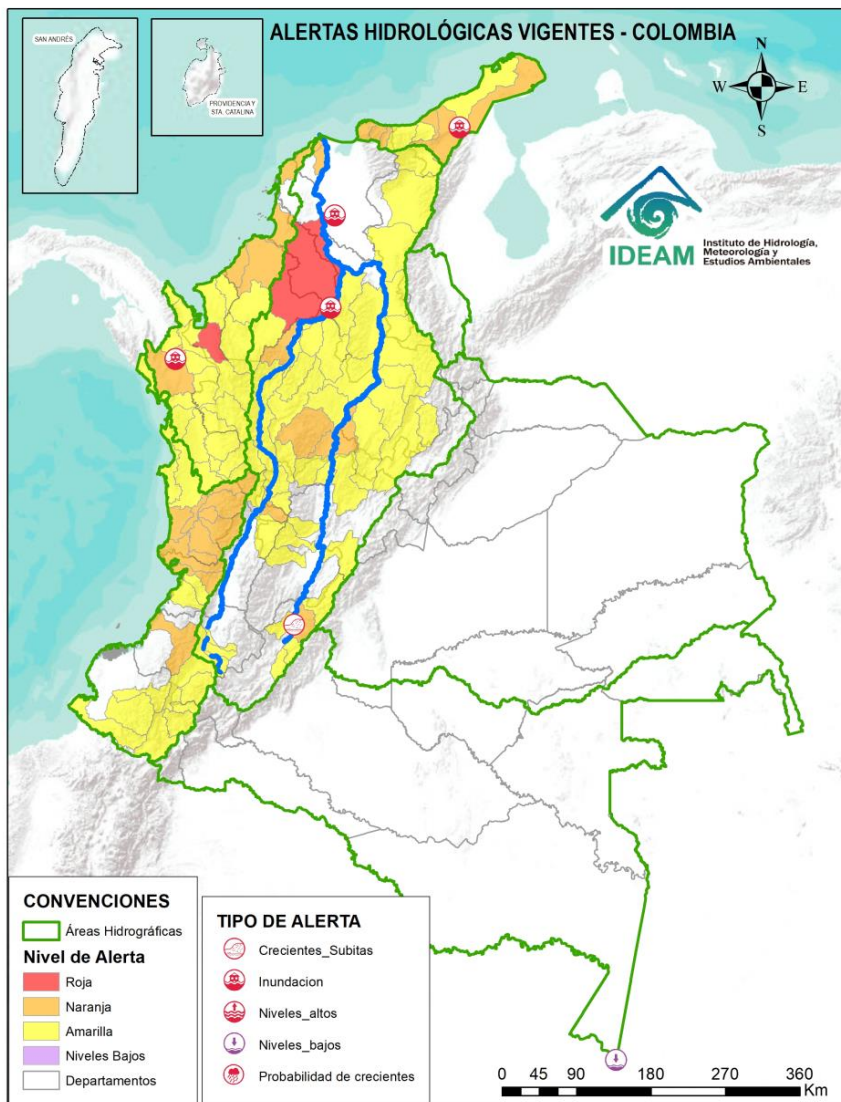 ALERTAS HIDROLÓGICAS VIGENTES - COLOMBIA
SAN ANDRÉS
PROVIDENCIA Y
STA. CATALINA
N
W
E
S
IDEAM
Instituto de Hidrología,
Meteorología y
Estudios Ambientales
CONVENCIONES
Áreas Hidrográficas
Nivel de Alerta
Roja
Naranja
Amarilla
Niveles Bajos
Departamentos
TIPO DE ALERTA
Crecientes_Subitas
Inundacion
Niveles_altos
Niveles_bajos
Probabilidad de crecientes
0 45 90 180 270 360
Km